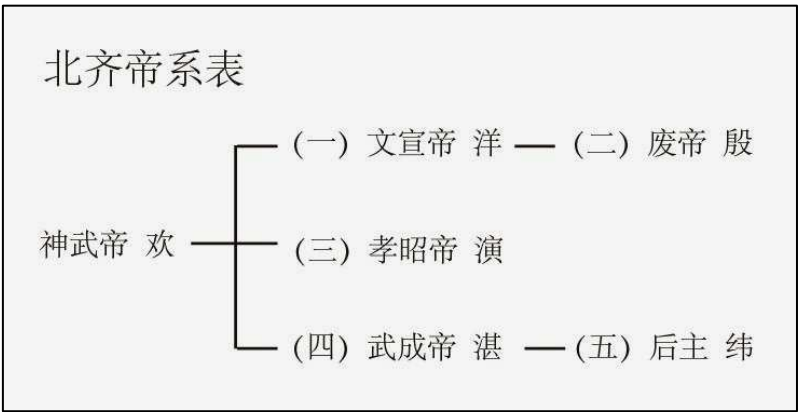 北齐帝系表
(一) 文宣帝 洋 — (二) 废帝 殷
神武帝 欢 — (三) 孝昭帝 演
(四) 武成帝 湛 — (五) 后主 纬